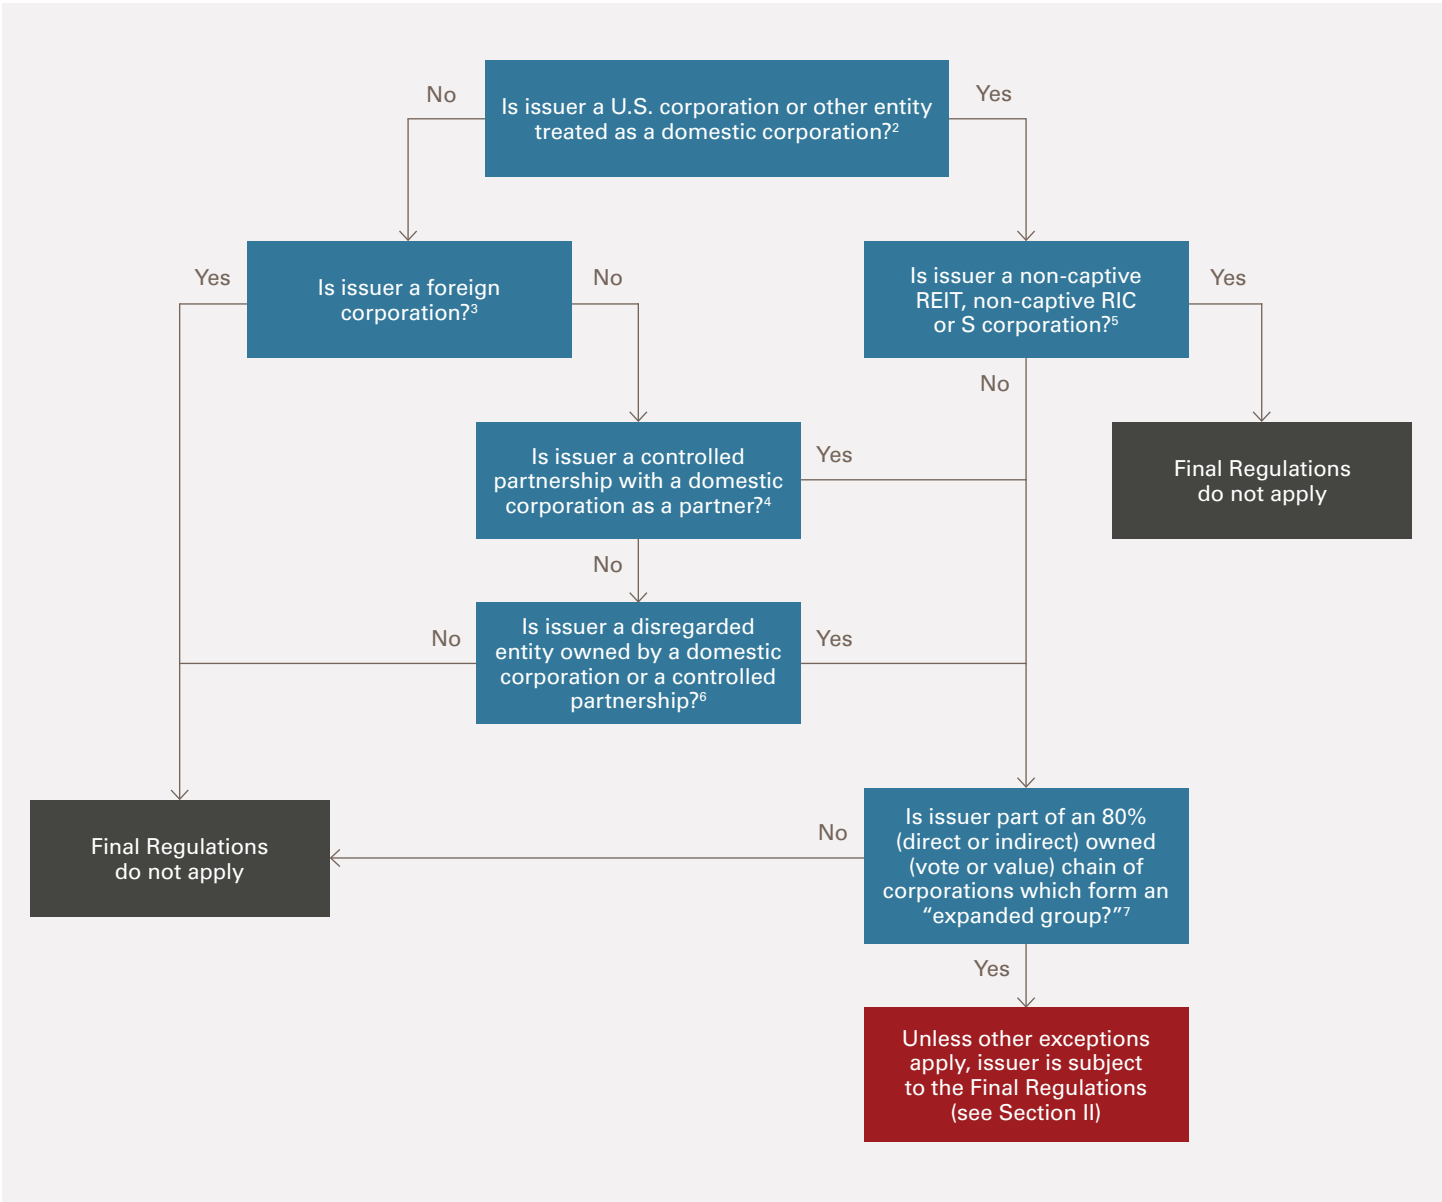 No
Is issuer a U.S. corporation or other entity
treated as a domestic corporation?²
Yes
Yes
Is issuer a foreign
corporation?³
No
Is issuer a non-captive
REIT, non-captive RIC
or S corporation?⁵
Yes
No
Is issuer a controlled
partnership with a domestic
corporation as a partner?⁴
Yes
Final Regulations
do not apply
No
No
Is issuer a disregarded
entity owned by a domestic
corporation or a controlled
partnership?⁶
Yes
Final Regulations
do not apply
No
Is issuer part of an 80%
(direct or indirect) owned
(vote or value) chain of
corporations which form an
“expanded group?”⁷
Yes
Unless other exceptions
apply, issuer is subject
to the Final Regulations
(see Section II)